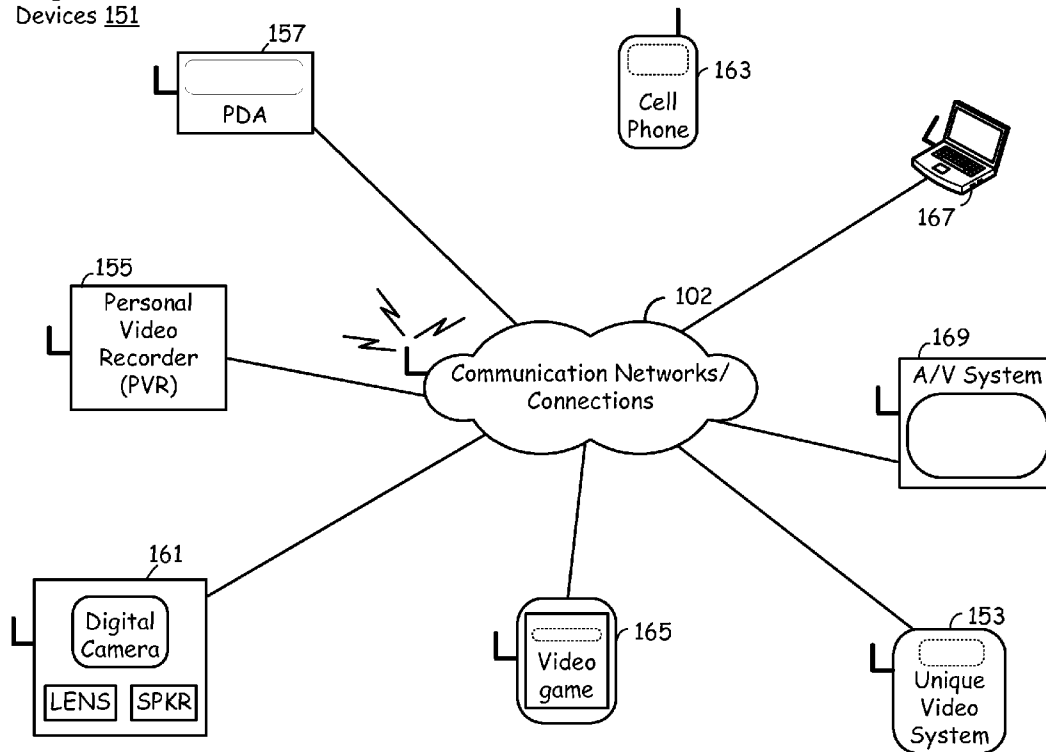 Devices 151
157
PDA
163
Cell
Phone
167
155
Personal
Video
Recorder
(PVR)
102
Communication Networks/
Connections
169
A/V System
161
Digital
Camera
LENS
SPKR
165
Video
game
153
Unique
Video
System